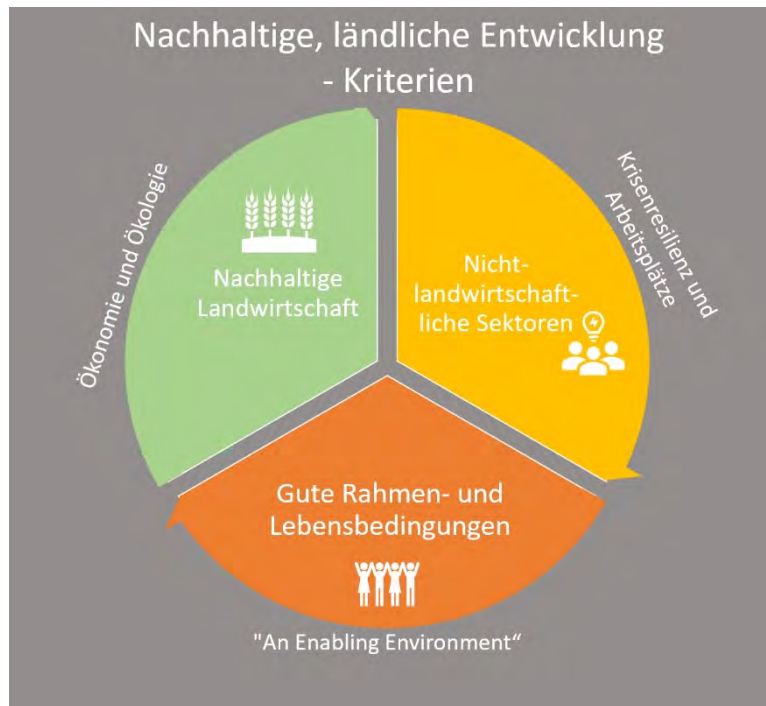 Nachhaltige, ländliche Entwicklung
- Kriterien
Ökonomie und Ökologie
Nachhaltige
Landwirtschaft
Nicht-
landwirtschaft-
liche Sektoren
Krisenresilienz und
Arbeitsplätze
Gute Rahmen- und
Lebensbedingungen
"An Enabling Environment“